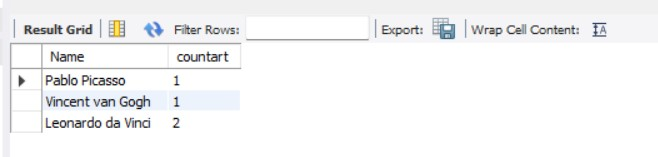 Result Grid Filter Rows: Export: Wrap Cell Content: IA
Name countart
Pablo Picasso 1
Vincent van Gogh 1
Leonardo da Vinci 2